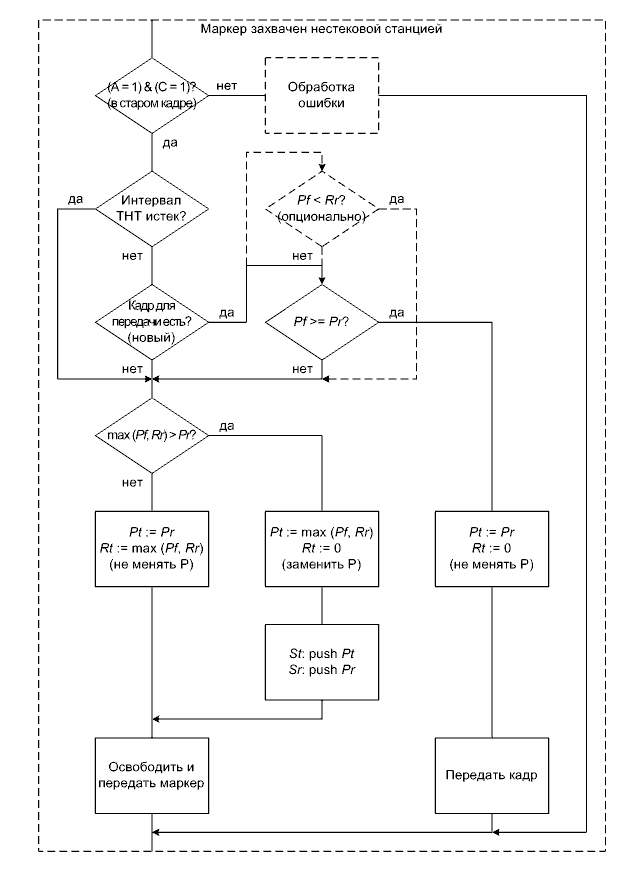 Маркер захвачен нестековой станцией
(A = 1) & (C = 1)?
(в старом кадре)
нет
Обработка
ошибки
да
да
Интервал
ТНТ истек?
Pf < Rr?
(опционально)
да
нет
нет
Кадр для
передачи есть?
(новый)
да
Pf >= Pr?
да
нет
нет
max (Pf, Rr) > Pr?
да
нет
Pt := Pr
Rt := max (Pf, Rr)
(не менять P)
Pt := max (Pf, Rr)
Rt := 0
(заменить P)
Pt := Pr
Rt := 0
(не менять P)
St: push Pt
Sr: push Pr
Освободить и
передать маркер
Передать кадр